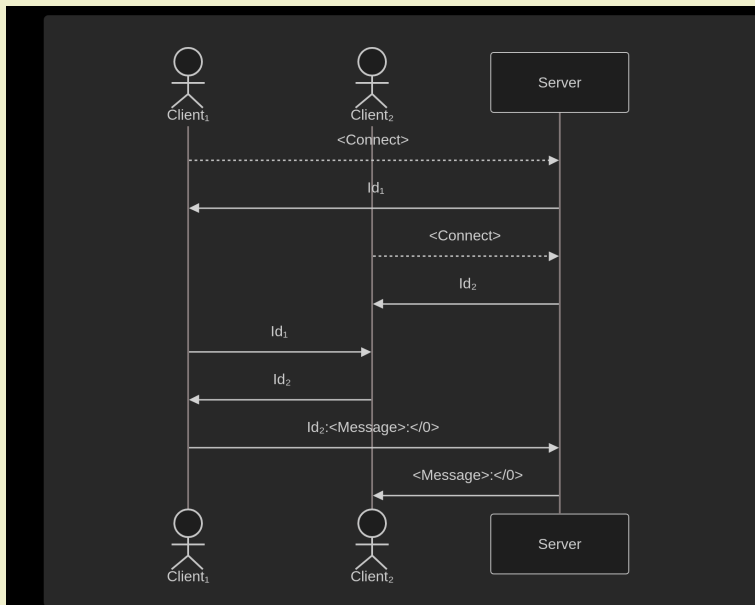 Client₁
Client₂
Server
<Connect>
Id₁
<Connect>
Id₂
Id₁
Id₂
Id₂:<Message>:</0>
<Message>:</0>
Client₁
Client₂
Server